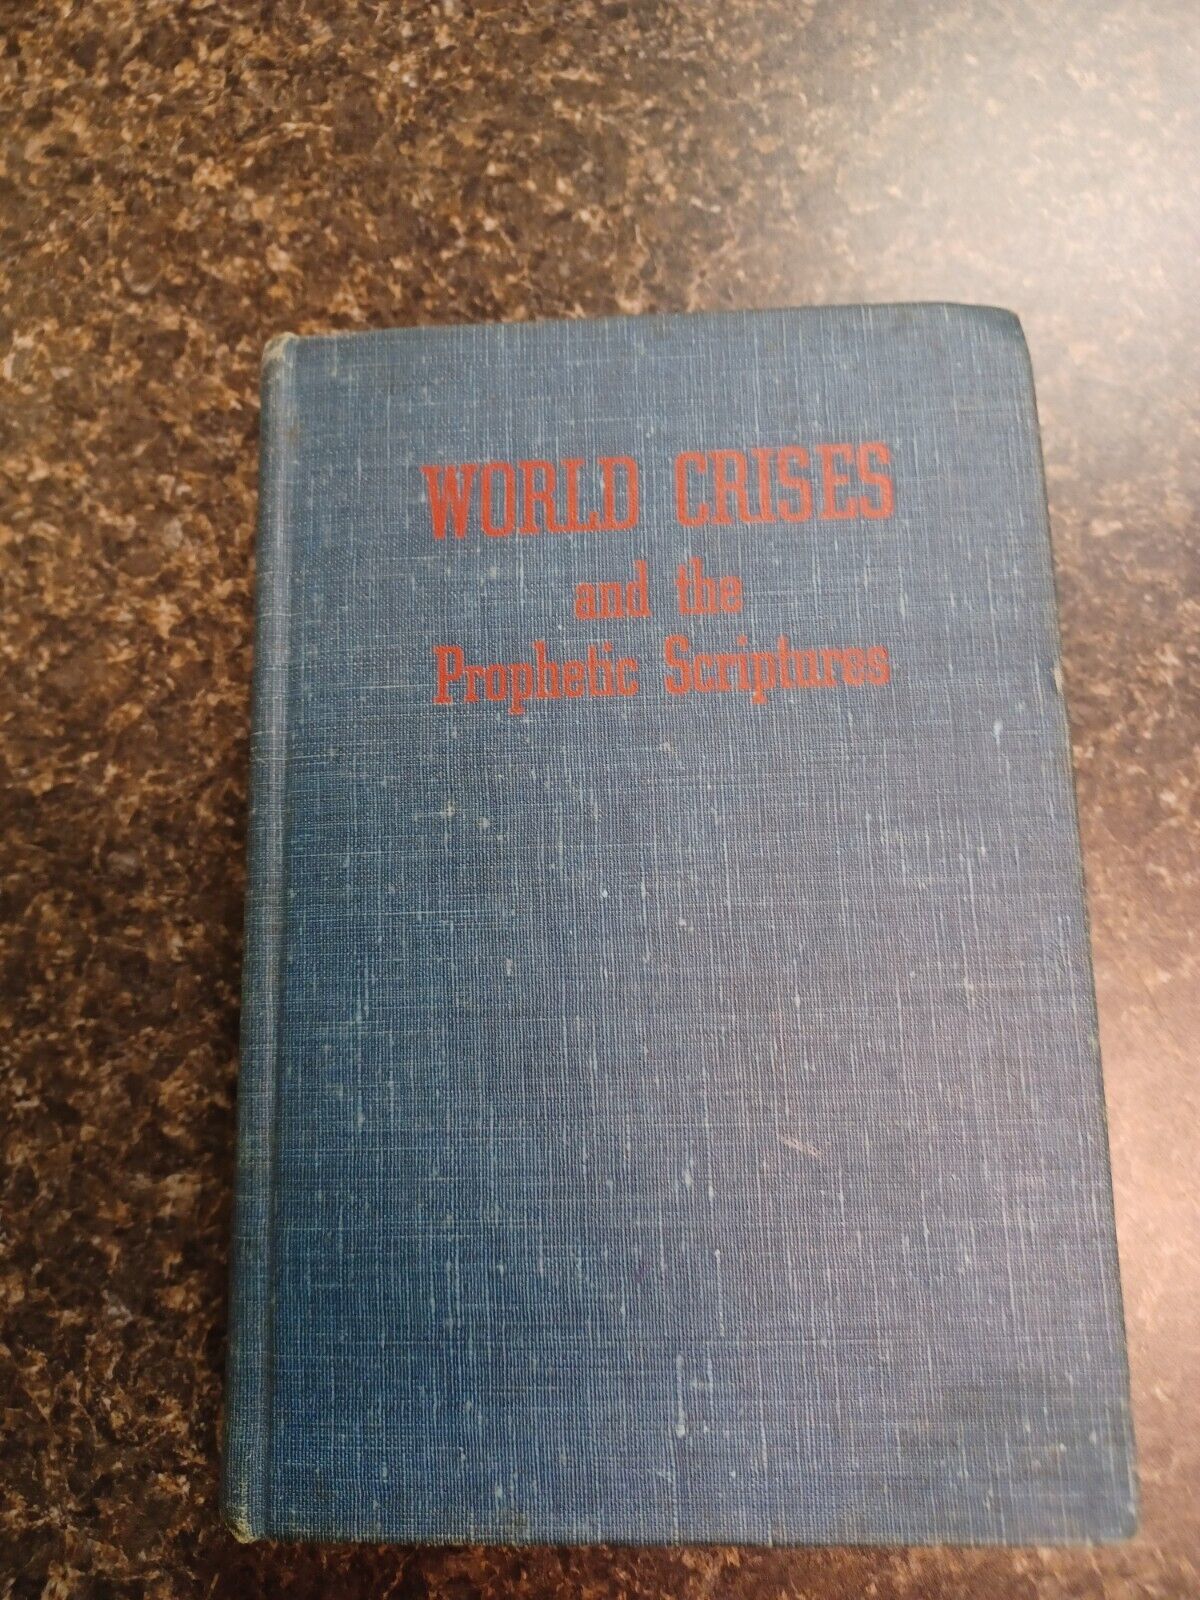 WORLD CRISES
and the
Prophetic Scriptures